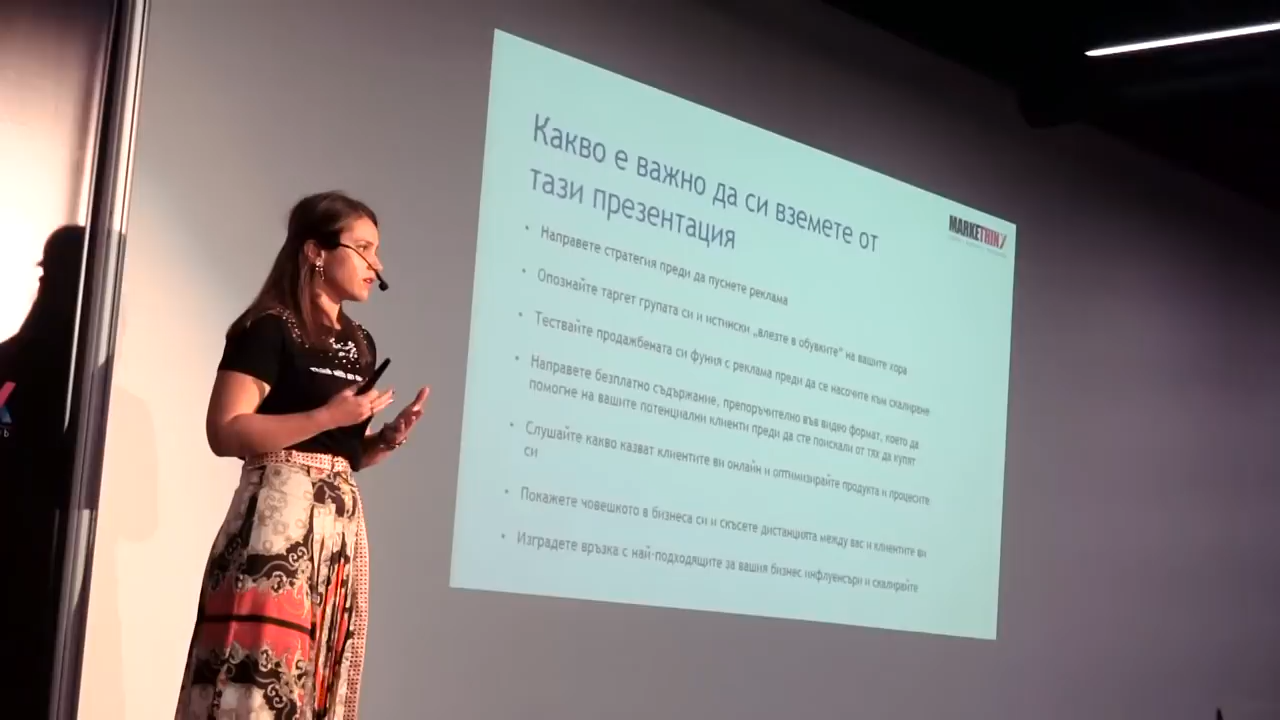 Какво е важно да си вземете от
тази презентация
MARKETHINK
• Направете стратегия преди да пуснете реклама
• Опознайте таргет групата си и истински „влезте в обувките“ на вашите хора
• Тествайте продажбената си фуния с реклама преди да се насочите към скалиране
• Направете безплатно съдържание, препоръчително във видео формат, което да
помогне на вашите потенциални клиенти преди да сте поискали от тях да купят
• Слушайте какво казват клиентите ви онлайн и оптимизирайте продукта и процесите
си
• Покажете човешкото в бизнеса си и скъсете дистанцията между вас и клиентите ви
• Изградете връзка с най-подходящите за вашия бизнес инфлуенсъри и скалирайте